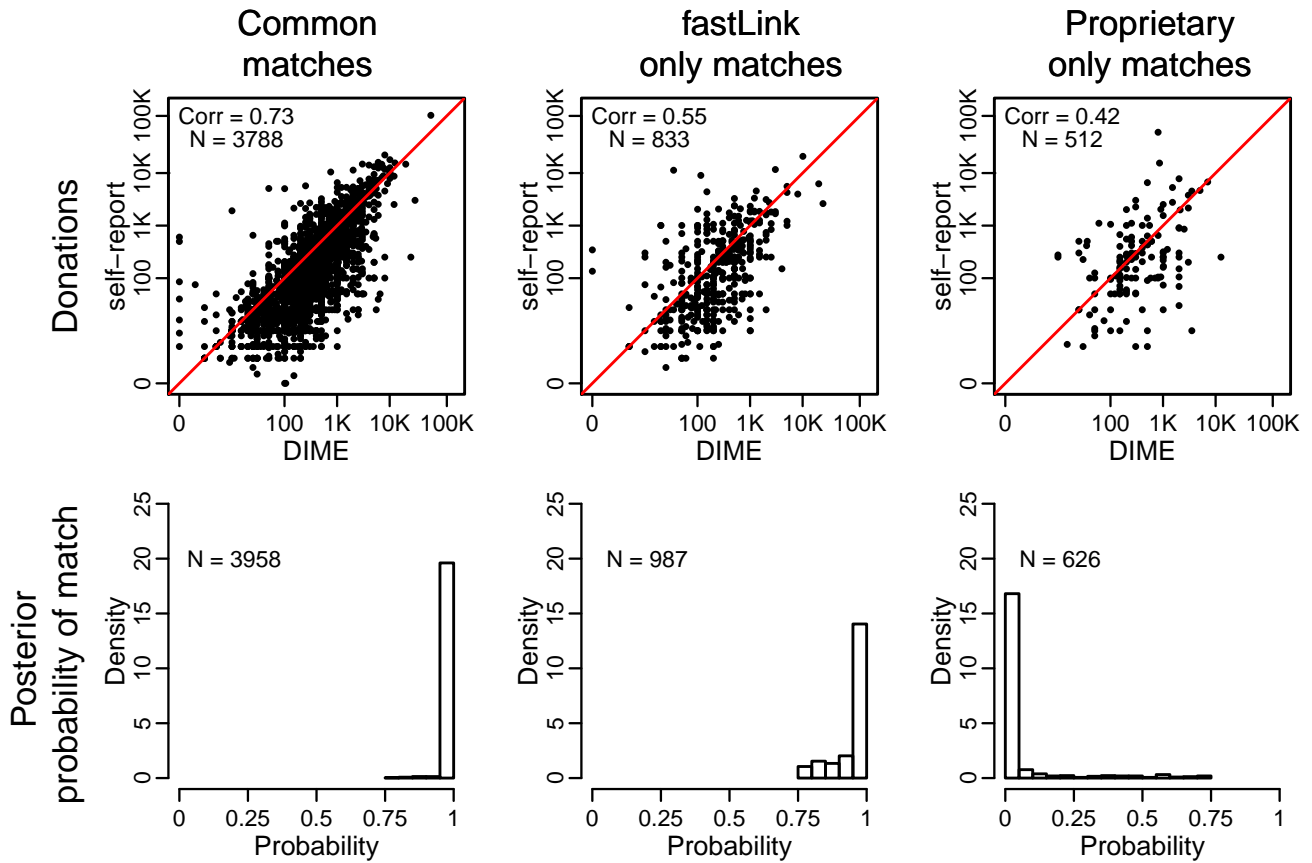 Common
matches
fastLink
only matches
Proprietary
only matches
Donations
self−report
0
100
1K
10K
100K
Corr = 0.73
N = 3788
0
100
1K
10K
100K
DIME
self−report
0
100
1K
10K
100K
Corr = 0.55
N = 833
0
100
1K
10K
100K
DIME
self−report
0
100
1K
10K
100K
Corr = 0.42
N = 512
0
100
1K
10K
100K
DIME
Posterior
probability of match
Density
0
5
10
15
20
25
N = 3958
0
0.25
0.5
0.75
1
Probability
Density
0
5
10
15
20
25
N = 987
0
0.25
0.5
0.75
1
Probability
Density
0
5
10
15
20
25
N = 626
0
0.25
0.5
0.75
1
Probability